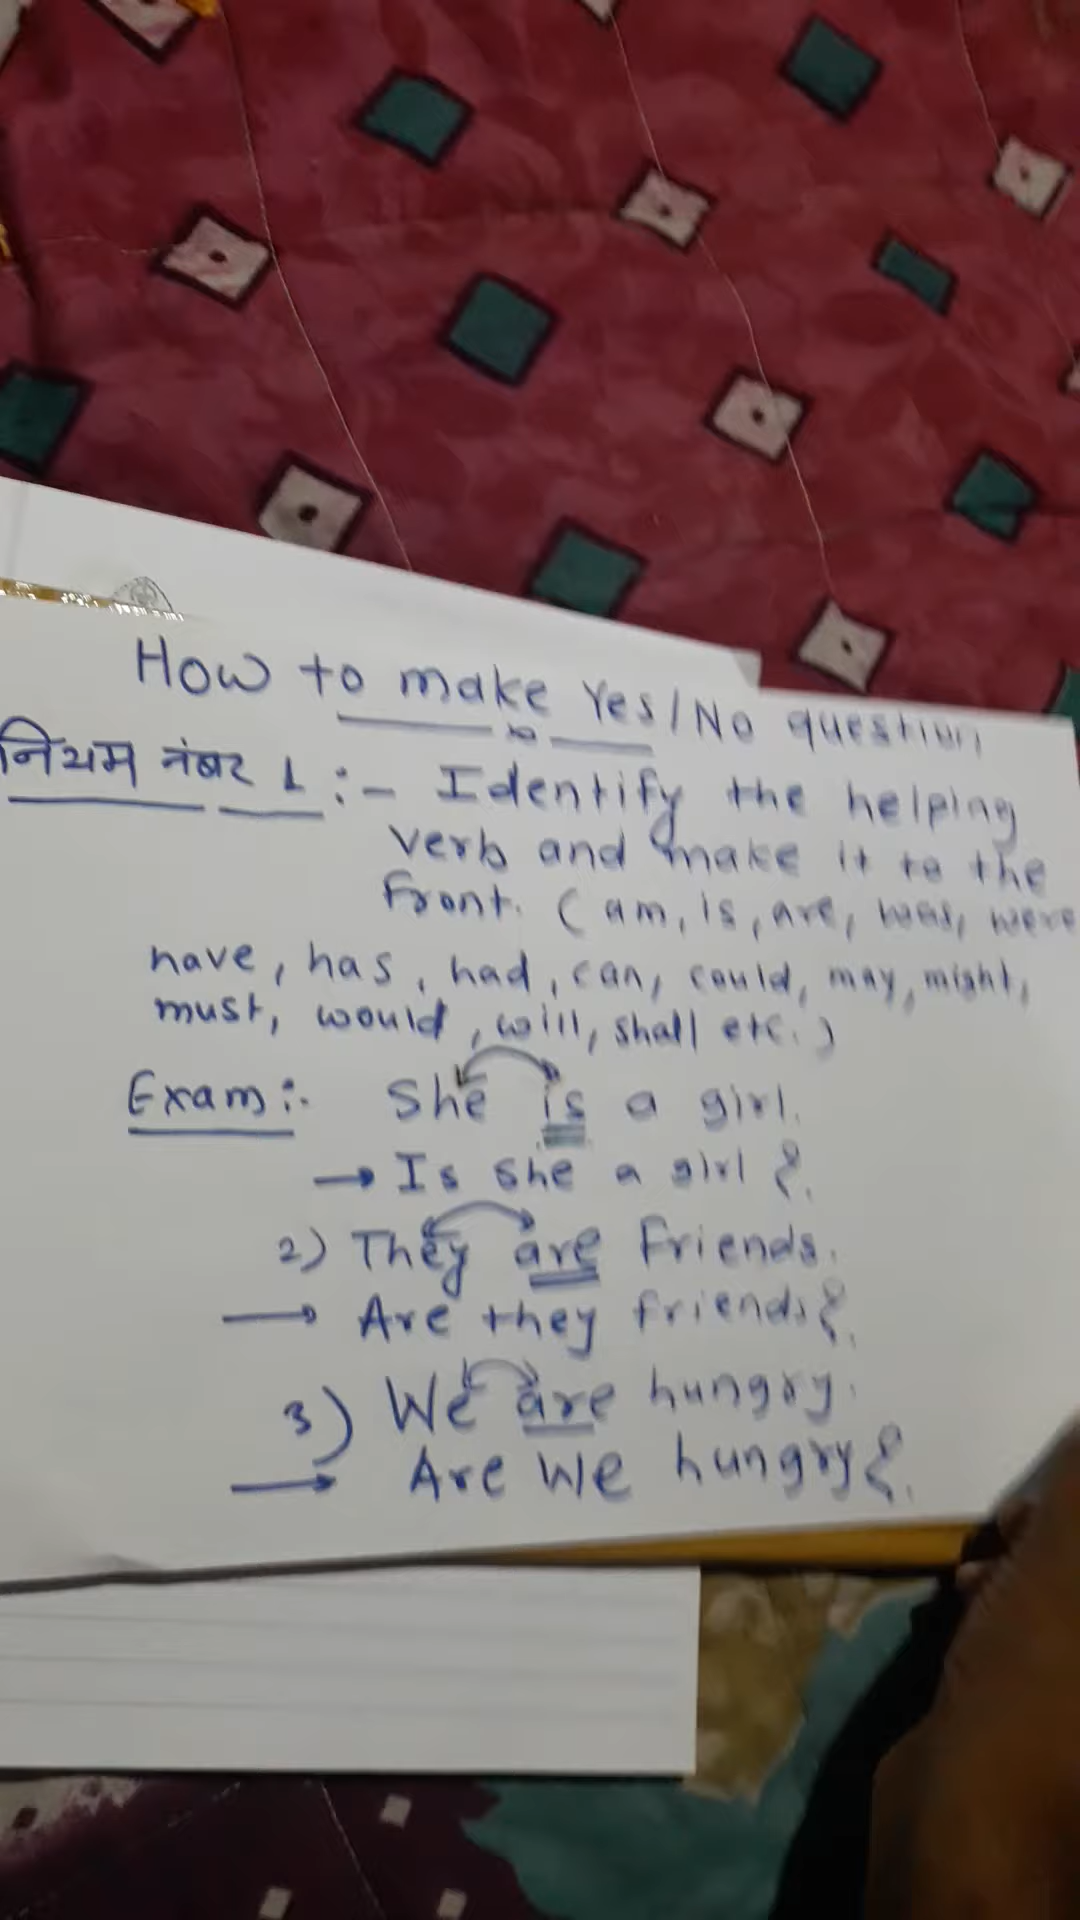 How to make Yes/No question
नियम नंबर 1 :- Identify the helping
verb and make it to the
front. (am, is, are, was, were
have, has, had, can, could, may, might,
must, would, will, shall etc.)
Exam:- She is a girl.
→ Is she a girl ?
2) They are friends.
→ Are they friends?
3) We are hungry.
→ Are We hungry?